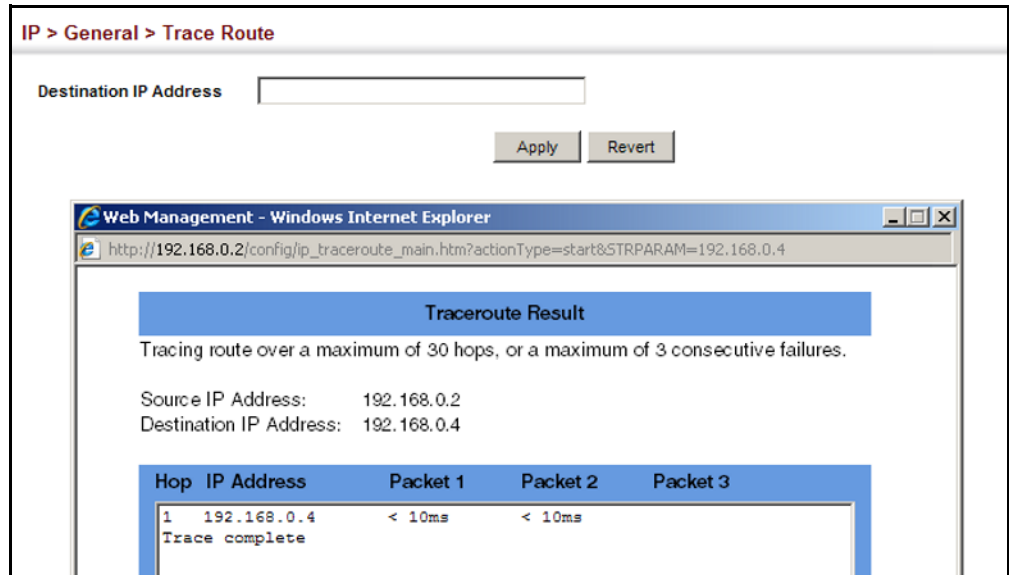 IP > General > Trace Route
Destination IP Address
Apply Revert
Web Management - Windows Internet Explorer
http://192.168.0.2/config/ip_traceroute_main.htm?actionType=start&STRPARAM=192.168.0.4
Traceroute Result
Tracing route over a maximum of 30 hops, or a maximum of 3 consecutive failures.
Source IP Address: 192.168.0.2
Destination IP Address: 192.168.0.4
Hop IP Address Packet 1 Packet 2 Packet 3
1 192.168.0.4 < 10ms < 10ms
Trace complete